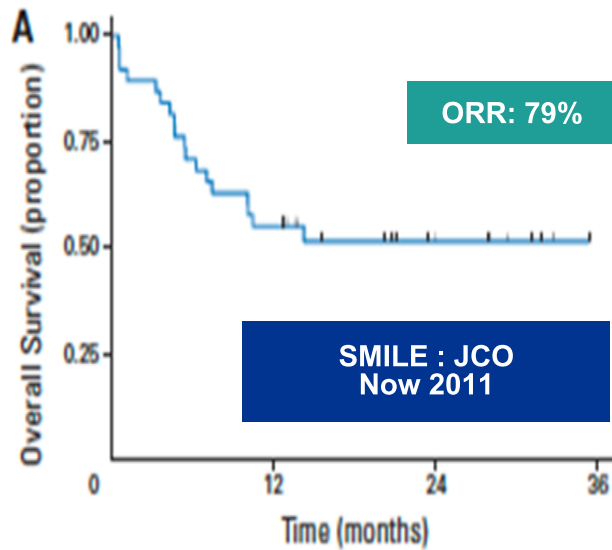 A
Overall Survival (proportion)
1.00
0.75
0.50
0.25
0
12
24
36
Time (months)
ORR: 79%
SMILE : JCO
Now 2011